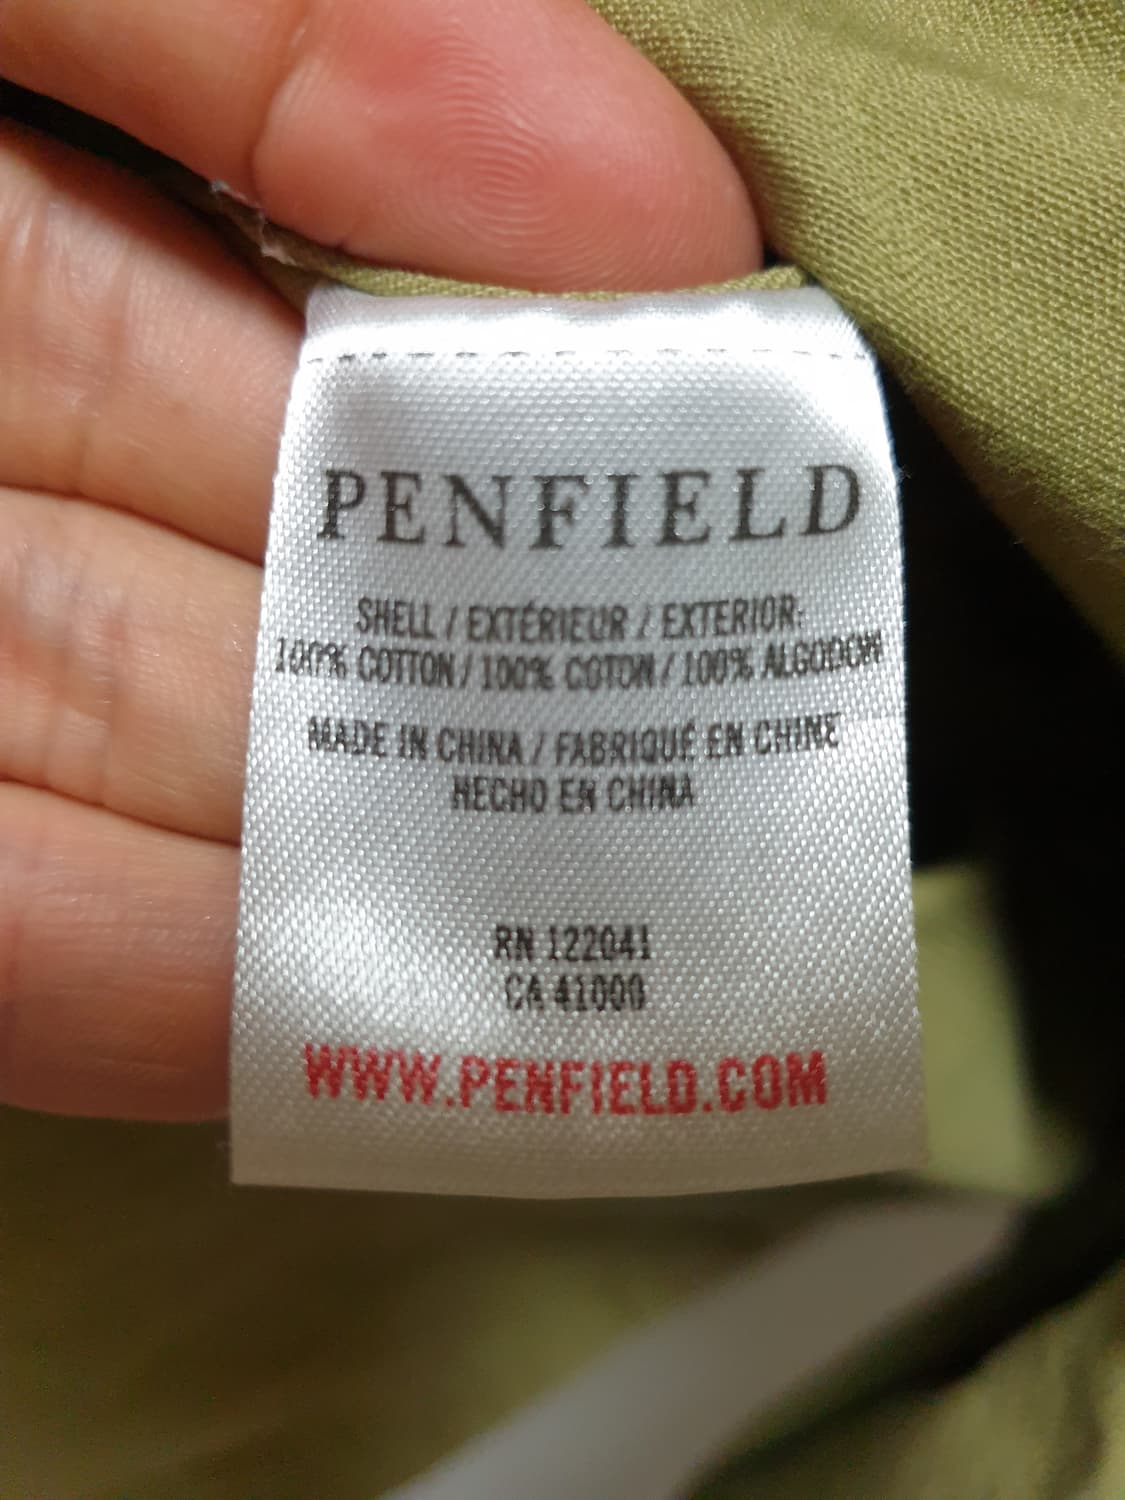 PENFIELD
SHELL / EXTÉRIEUR / EXTERIOR:
100% COTTON / 100% COTON / 100% ALGODON
MADE IN CHINA / FABRIQUÉ EN CHINE
HECHO EN CHINA
RN 122041
CA 41000
WWW.PENFIELD.COM